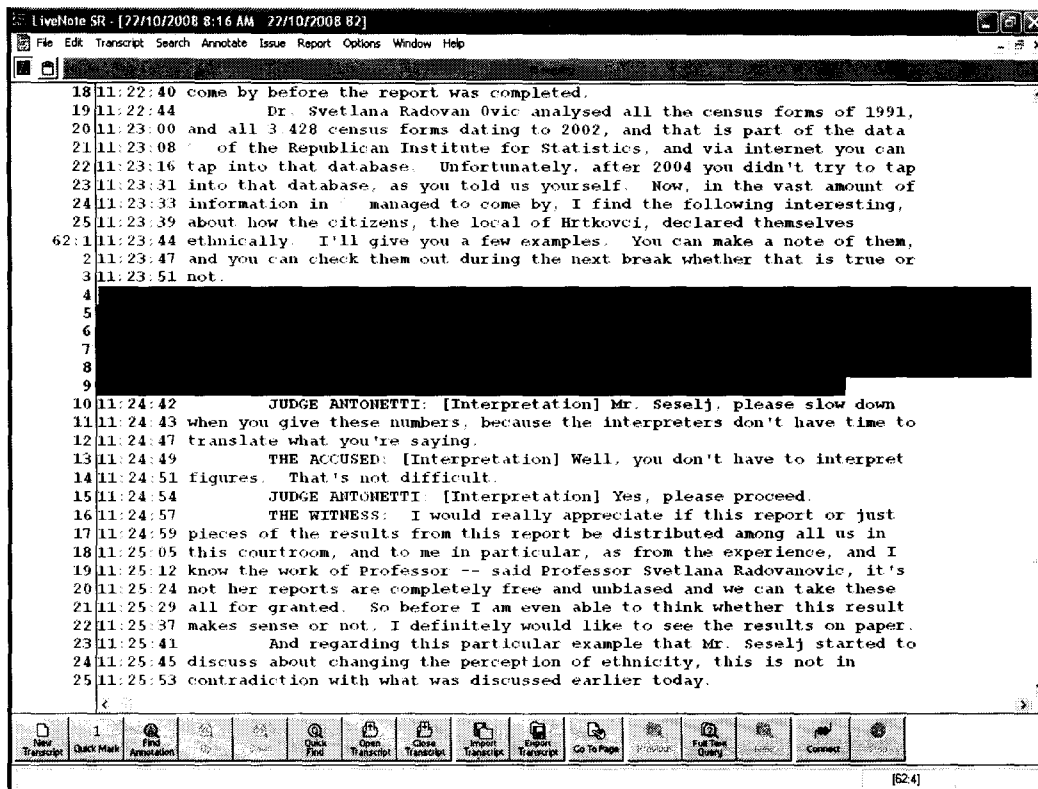 LiveNote SR - [22/10/2008 8:16 AM 22/10/2008 82]
File Edit Transcript Search Annotate Issue Report Options Window Help
18 11:22:40 come by before the report was completed.
19 11:22:44 Dr. Svetlana Radovan Ovic analysed all the census forms of 1991,
20 11:23:00 and all 3 428 census forms dating to 2002, and that is part of the data
21 11:23:08 of the Republican Institute for Statistics, and via internet you can
22 11:23:16 tap into that database. Unfortunately, after 2004 you didn't try to tap
23 11:23:31 into that database, as you told us yourself. Now, in the vast amount of
24 11:23:33 information in managed to come by, I find the following interesting,
25 11:23:39 about how the citizens, the local of Hrtkovci, declared themselves
62:1 11:23:44 ethnically. I'll give you a few examples. You can make a note of them,
2 11:23:47 and you can check them out during the next break whether that is true or
3 11:23:51 not.
4
5
6
7
8
9
10 11:24:42 JUDGE ANTONETTI: [Interpretation] Mr. Seselj, please slow down
11 11:24:43 when you give these numbers, because the interpreters don't have time to
12 11:24:47 translate what you're saying.
13 11:24:49 THE ACCUSED: [Interpretation] Well, you don't have to interpret
14 11:24:51 figures. That's not difficult.
15 11:24:54 JUDGE ANTONETTI: [Interpretation] Yes, please proceed.
16 11:24:57 THE WITNESS: I would really appreciate if this report or just
17 11:24:59 pieces of the results from this report be distributed among all us in
18 11:25:05 this courtroom, and to me in particular, as from the experience, and I
19 11:25:12 know the work of Professor -- said Professor Svetlana Radovanovic, it's
20 11:25:24 not her reports are completely free and unbiased and we can take these
21 11:25:29 all for granted. So before I am even able to think whether this result
22 11:25:37 makes sense or not, I definitely would like to see the results on paper.
23 11:25:41 And regarding this particular example that Mr. Seselj started to
24 11:25:45 discuss about changing the perception of ethnicity, this is not in
25 11:25:53 contradiction with what was discussed earlier today.
New Transcript 1 Quick Mark Find Annotation Quick Find Open Transcript Close Transcript Import Transcript Export Transcript Go To Page Previous Full Text Query Connect
[62:4]